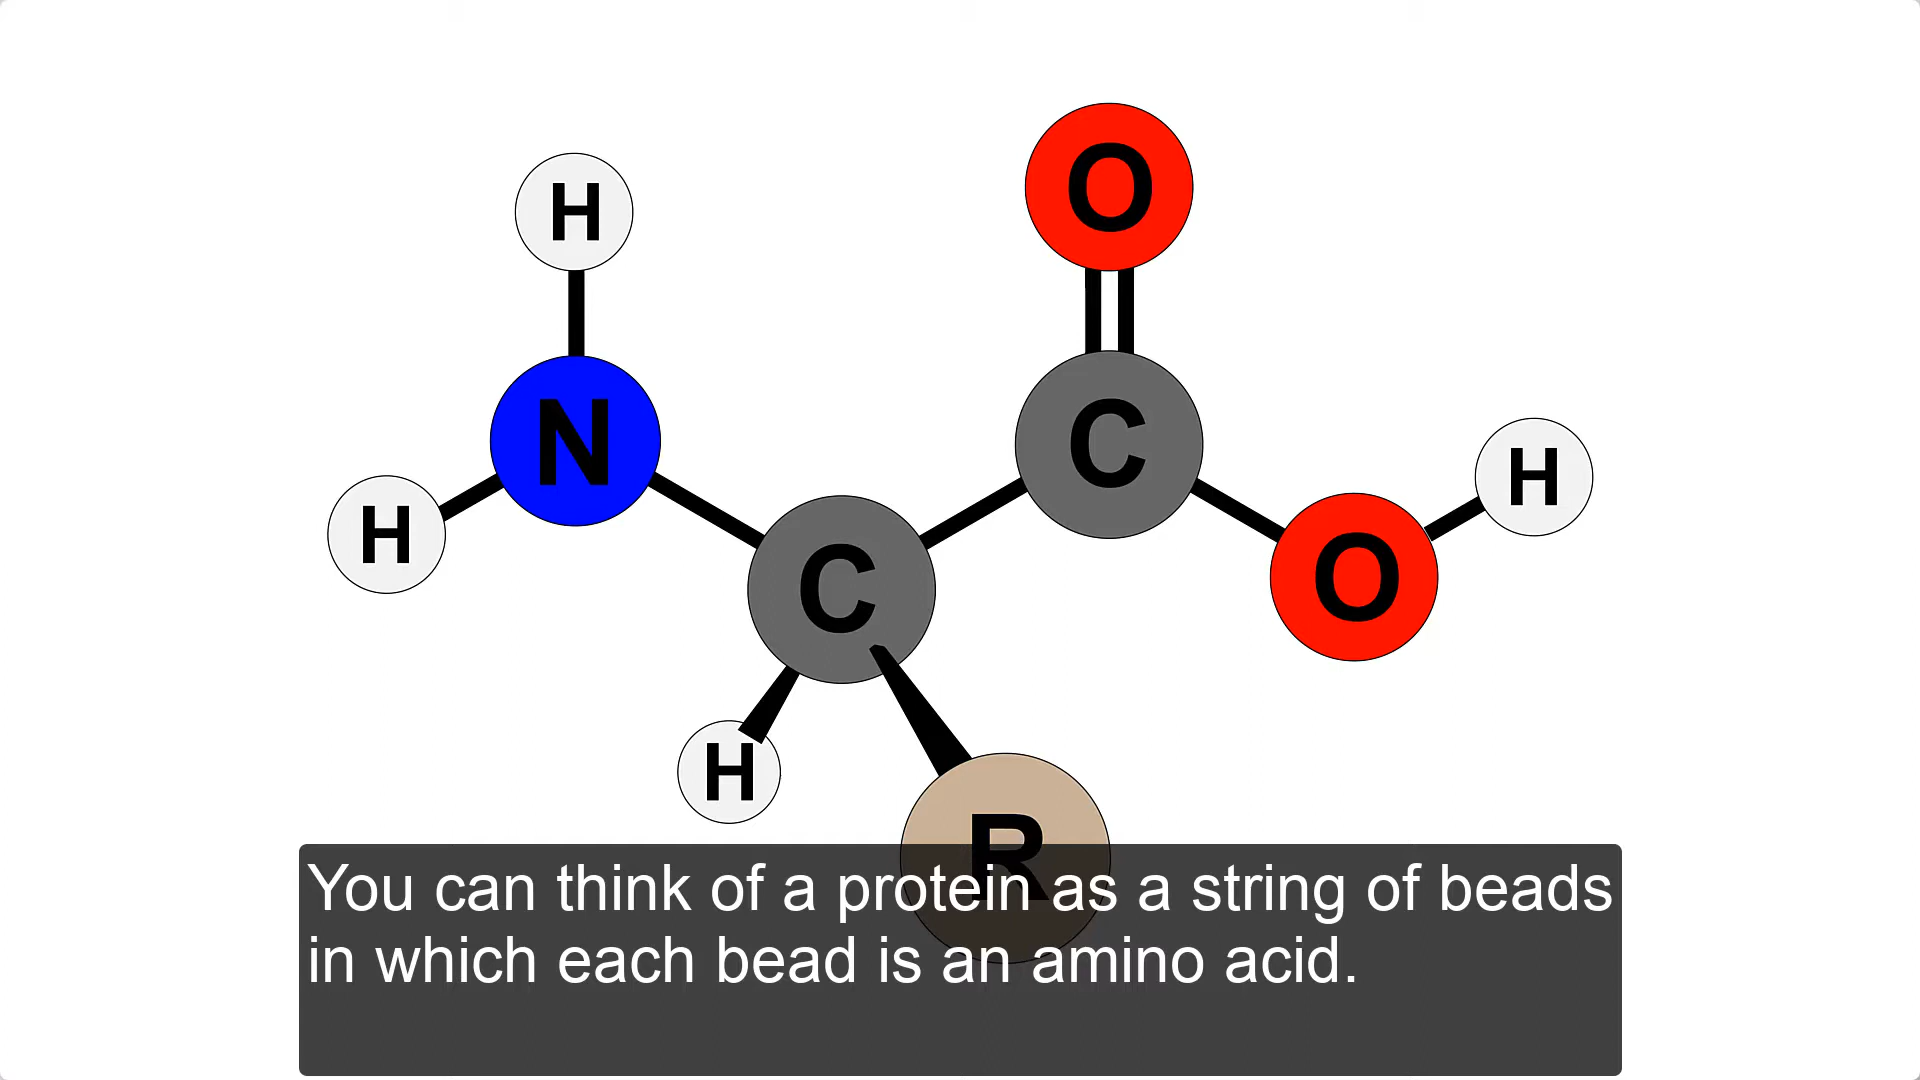 O
H
N
C
H
H
C
O
H
R
You can think of a protein as a string of beads
in which each bead is an amino acid.